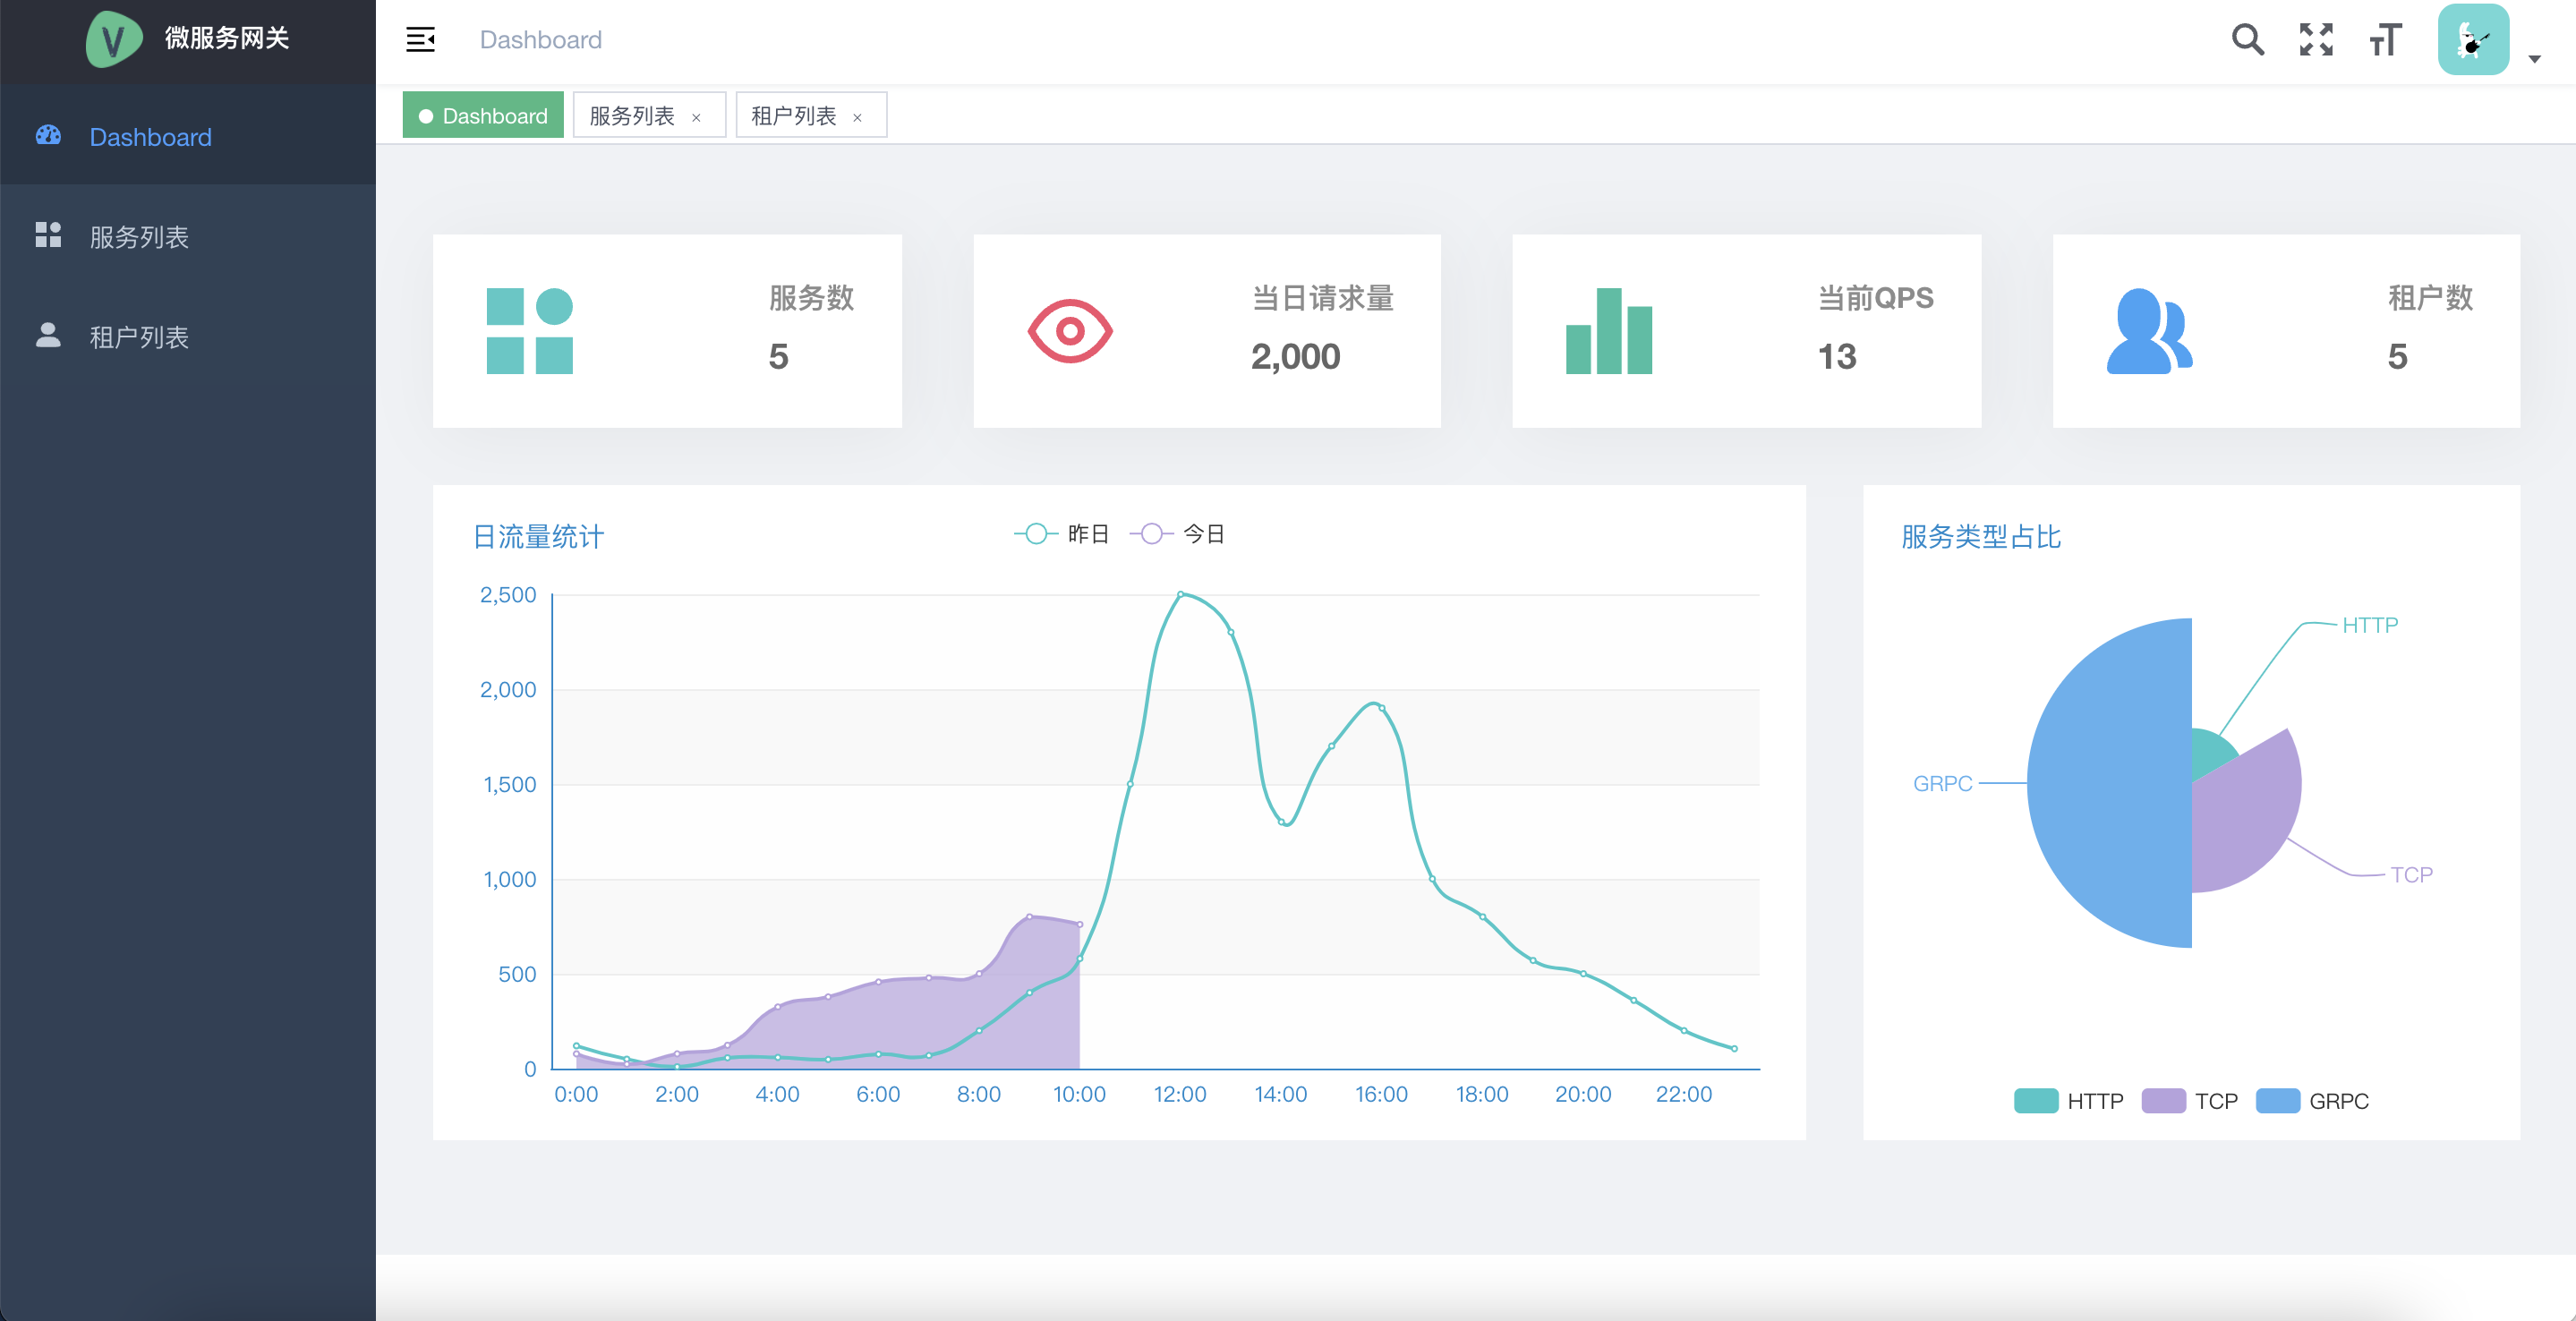 V 微服务网关
Dashboard
Dashboard
服务列表 ×
租户列表 ×
Dashboard
服务列表
租户列表
服务数
5
当日请求量
2,000
当前QPS
13
租户数
5
日流量统计
昨日 今日
2,500
2,000
1,500
1,000
500
0
0:00 2:00 4:00 6:00 8:00 10:00 12:00 14:00 16:00 18:00 20:00 22:00
服务类型占比
HTTP
GRPC
TCP
HTTP TCP GRPC